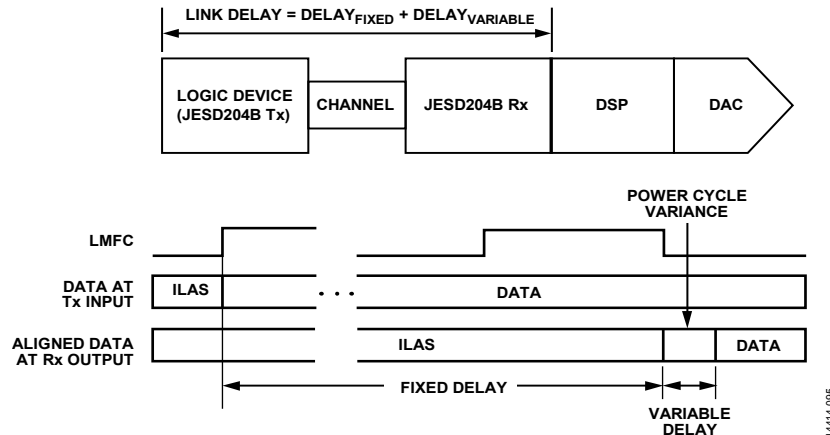 LINK DELAY = DELAYFIXED + DELAYVARIABLE
LOGIC DEVICE
(JESD204B Tx)
CHANNEL
JESD204B Rx
DSP
DAC
POWER CYCLE
VARIANCE
LMFC
DATA AT
Tx INPUT
ILAS
. . .
DATA
ALIGNED DATA
AT Rx OUTPUT
ILAS
DATA
FIXED DELAY
VARIABLE
DELAY